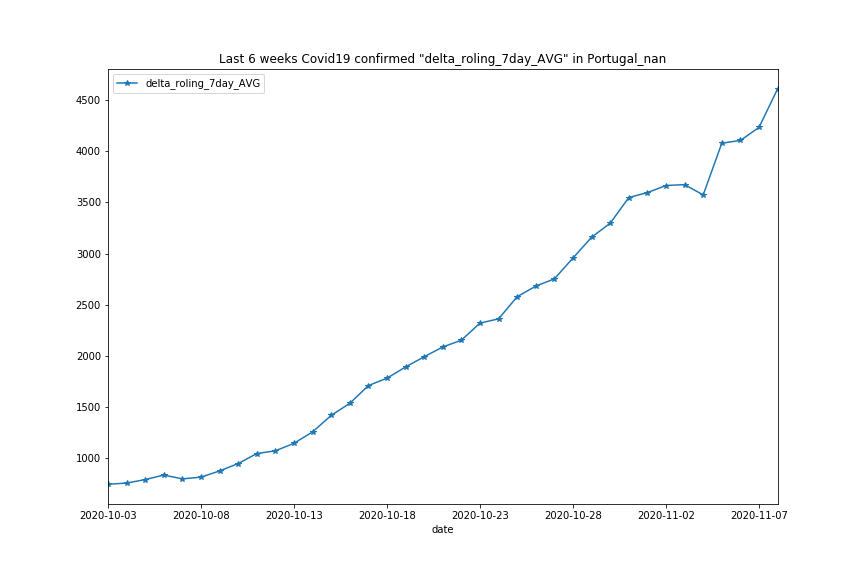 Last 6 weeks Covid19 confirmed "delta_roling_7day_AVG" in Portugal_nan
delta_roling_7day_AVG
4500
4000
3500
3000
2500
2000
1500
1000
2020-10-03 2020-10-08 2020-10-13 2020-10-18 2020-10-23 2020-10-28 2020-11-02 2020-11-07
date